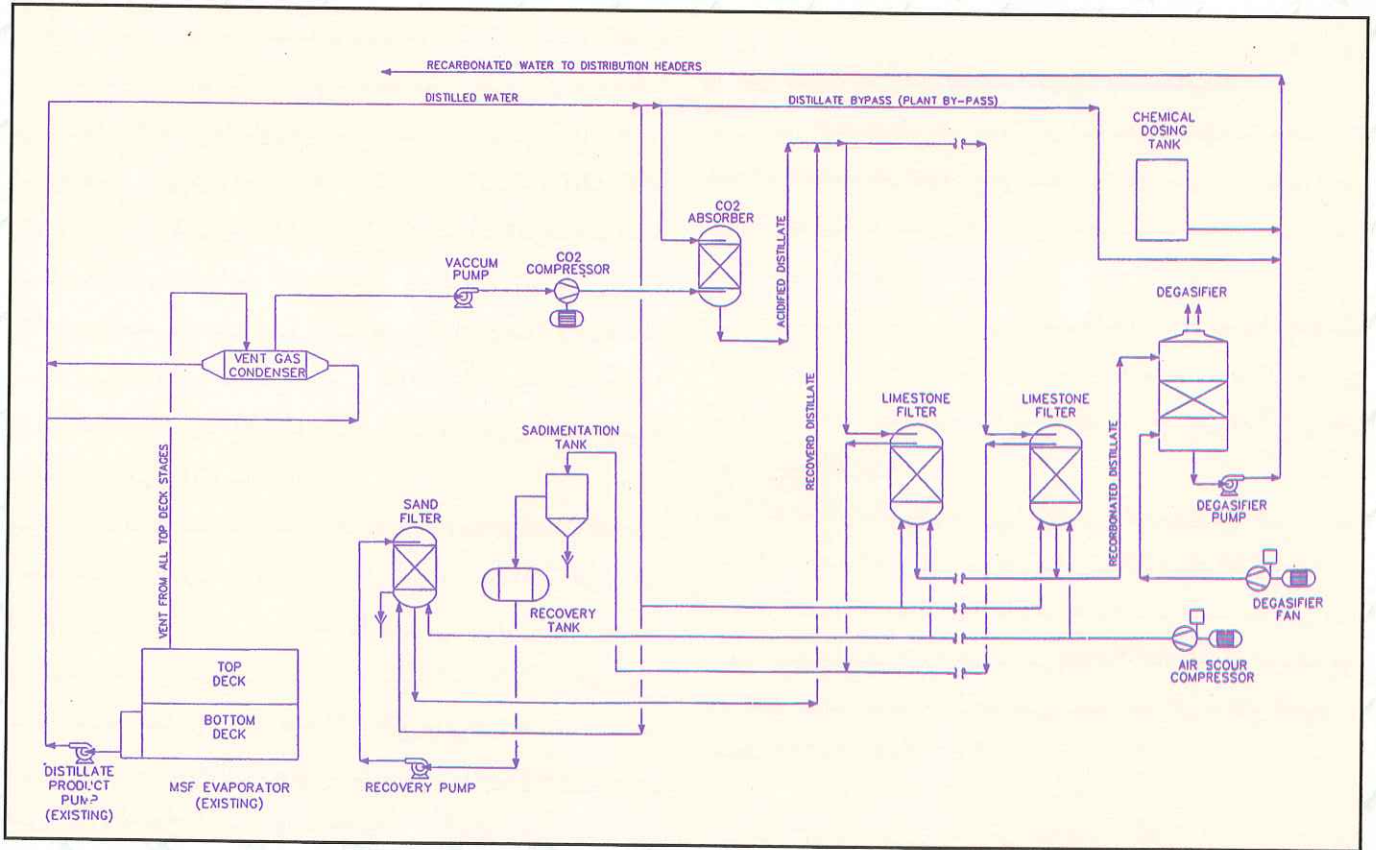 RECARBONATED WATER TO DISTRIBUTION HEADERS
DISTILLED WATER
DISTILLATE BYPASS (PLANT BY-PASS)
CHEMICAL
DOSING
TANK
CO2
ABSORBER
ACIDIFIED DISTILLATE
VACCUM
PUMP
CO2
COMPRESSOR
DEGASIFIER
VENT GAS
CONDENSER
LIMESTONE
FILTER
LIMESTONE
FILTER
SADIMENTATION
TANK
RECOVERD DISTILLATE
RECORBONATED DISTILLATE
VENT FROM ALL TOP DECK STAGES
SAND
FILTER
DEGASIFIER
PUMP
RECOVERY
TANK
DEGASIFIER
FAN
TOP
DECK
AIR SCOUR
COMPRESSOR
BOTTOM
DECK
DISTILLATE
PRODUCT
PUMP
(EXISTING)
MSF EVAPORATOR
(EXISTING)
RECOVERY PUMP